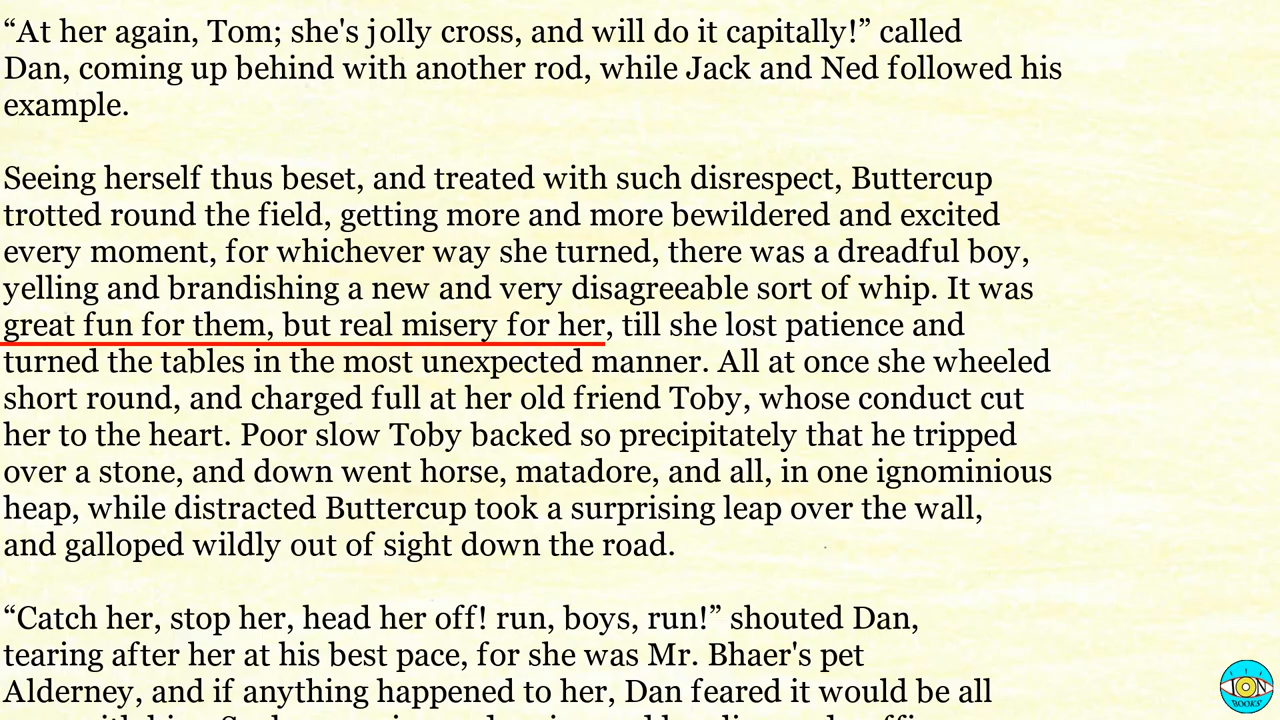 “At her again, Tom; she's jolly cross, and will do it capitally!” called
Dan, coming up behind with another rod, while Jack and Ned followed his
example.
Seeing herself thus beset, and treated with such disrespect, Buttercup
trotted round the field, getting more and more bewildered and excited
every moment, for whichever way she turned, there was a dreadful boy,
yelling and brandishing a new and very disagreeable sort of whip. It was
great fun for them, but real misery for her, till she lost patience and
turned the tables in the most unexpected manner. All at once she wheeled
short round, and charged full at her old friend Toby, whose conduct cut
her to the heart. Poor slow Toby backed so precipitately that he tripped
over a stone, and down went horse, matadore, and all, in one ignominious
heap, while distracted Buttercup took a surprising leap over the wall,
and galloped wildly out of sight down the road.
“Catch her, stop her, head her off! run, boys, run!” shouted Dan,
tearing after her at his best pace, for she was Mr. Bhaer's pet
Alderney, and if anything happened to her, Dan feared it would be all
ION
BOOKS